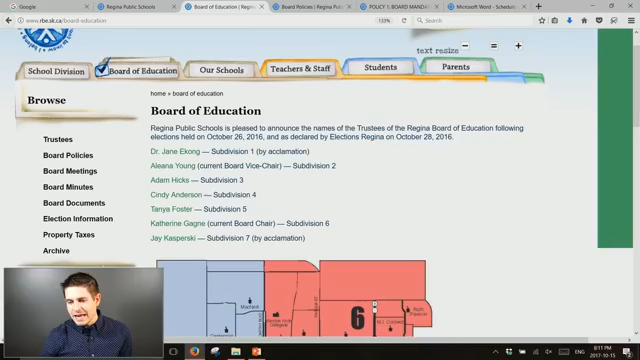 Google
Regina Public Schools
Board of Education | Regin
Board Policies | Regina Pu
POLICY 1: BOARD MANDAT
Microsoft Word - Schedu
www.rbe.sk.ca/board-education
133%
Search
text resize
School Division
Board of Education
Our Schools
Teachers & Staff
Students
Parents
Browse
Trustees
Board Policies
Board Meetings
Board Minutes
Board Documents
Election Information
Property Taxes
Archive
home » board of education
Board of Education
Regina Public Schools is pleased to announce the names of the Trustees of the Regina Board of Education following
elections held on October 26, 2016, and as declared by Elections Regina on October 28, 2016.
Dr. Jane Ekong — Subdivision 1 (by acclamation)
Aleana Young (current Board Vice-Chair) — Subdivision 2
Adam Hicks — Subdivision 3
Cindy Anderson — Subdivision 4
Tanya Foster — Subdivision 5
Katherine Gagne (current Board Chair) — Subdivision 6
Jay Kasperski — Subdivision 7 (by acclamation)
MacNeill
6
ENG
8:11 PM
2017-10-15